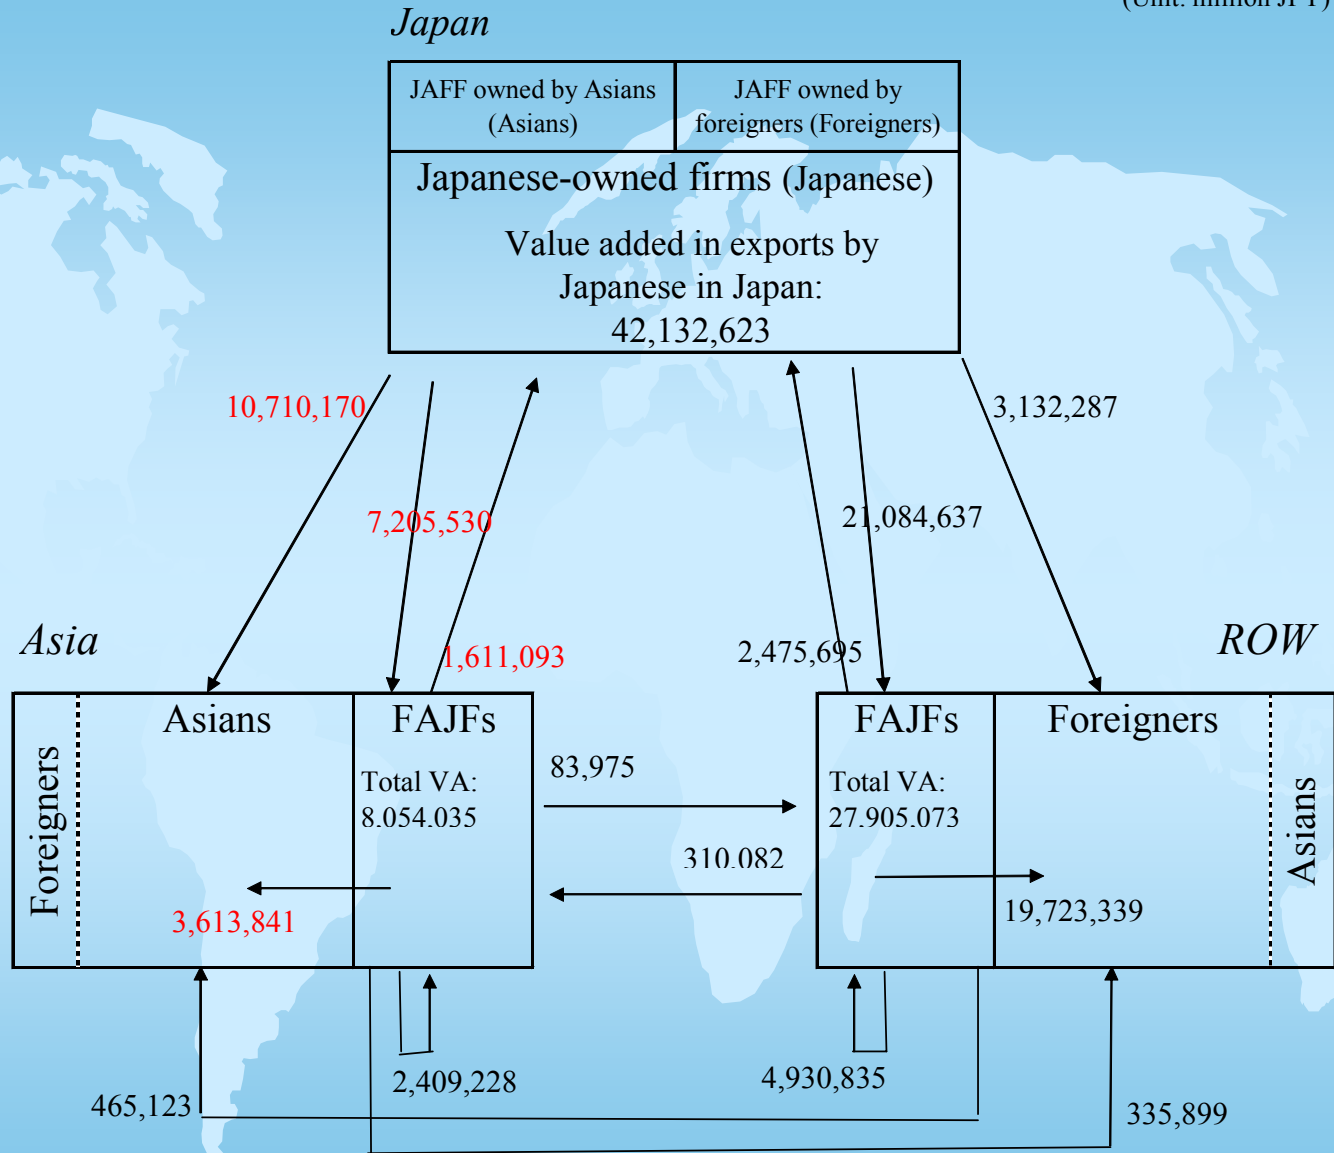 (Unit: million JPY)
Japan
JAFF owned by Asians
(Asians)
JAFF owned by
foreigners (Foreigners)
Japanese-owned firms (Japanese)
Value added in exports by
Japanese in Japan:
42,132,623
10,710,170
3,132,287
7,205,530
21,084,637
Asia
1,611,093
2,475,695
ROW
Foreigners
Asians
FAJFs
Total VA:
8,054,035
3,613,841
83,975
310,082
FAJFs
Total VA:
27,905,073
Foreigners
19,723,339
Asians
2,409,228
4,930,835
465,123
335,899